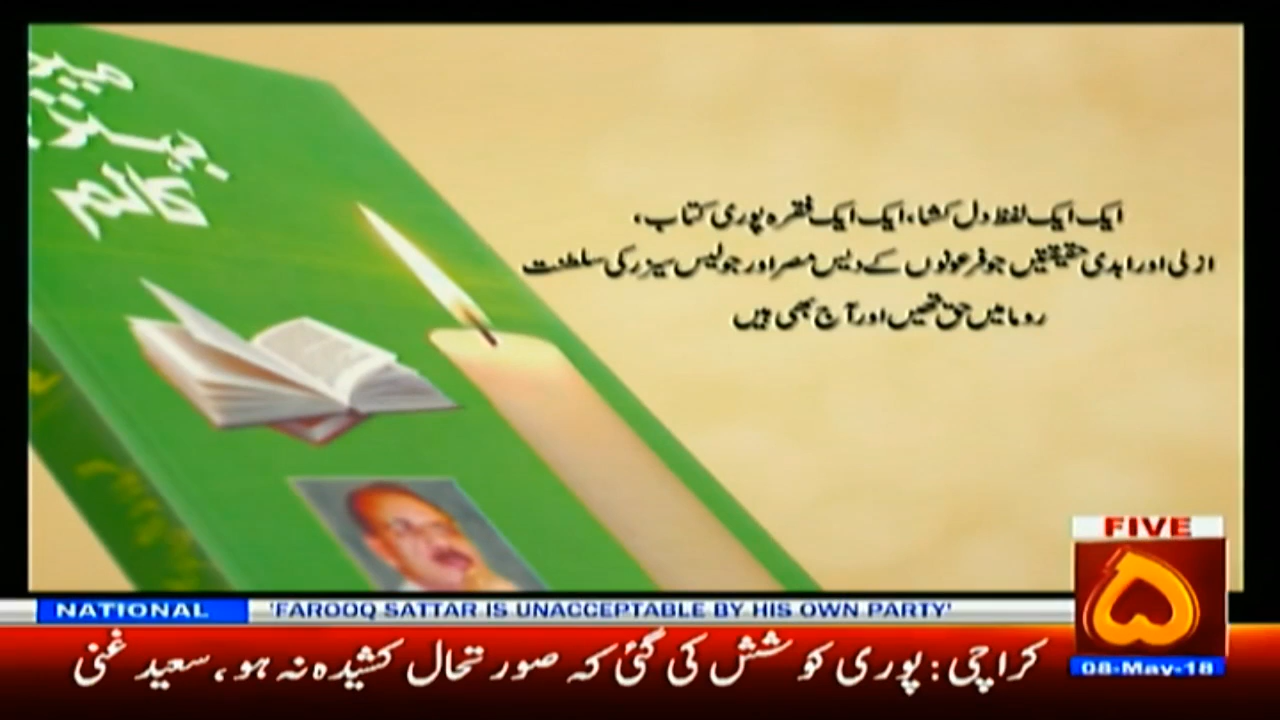 ایک ایک لفظ دل کشا، ایک ایک فقرہ پوری کتاب،
ازلی اور ابدی حقیقتیں جو فرعونوں کے دیس مصر اور جولیس سیزر کی سلطنت
روما میں حق تھیں اور آج بھی ہیں
FIVE
۵
NATIONAL
'FAROOQ SATTAR IS UNACCEPTABLE BY HIS OWN PARTY'
کراچی : پوری کوشش کی گئی کہ صورتحال کشیدہ نہ ہو، سعید غنی
08-May-18